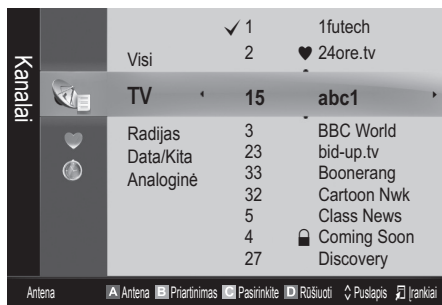 Kanalai
✓ 1 1futech
Visi 2 ♥ 24ore.tv
TV 15 abc1
Radijas 3 BBC World
Data/Kita 23 bid-up.tv
Analoginė 33 Boonerang
32 Cartoon Nwk
5 Class News
4 Coming Soon
27 Discovery
Antena A Antena B Priartinimas C Pasirinkite D Rūšiuoti Puslapis Įrankiai